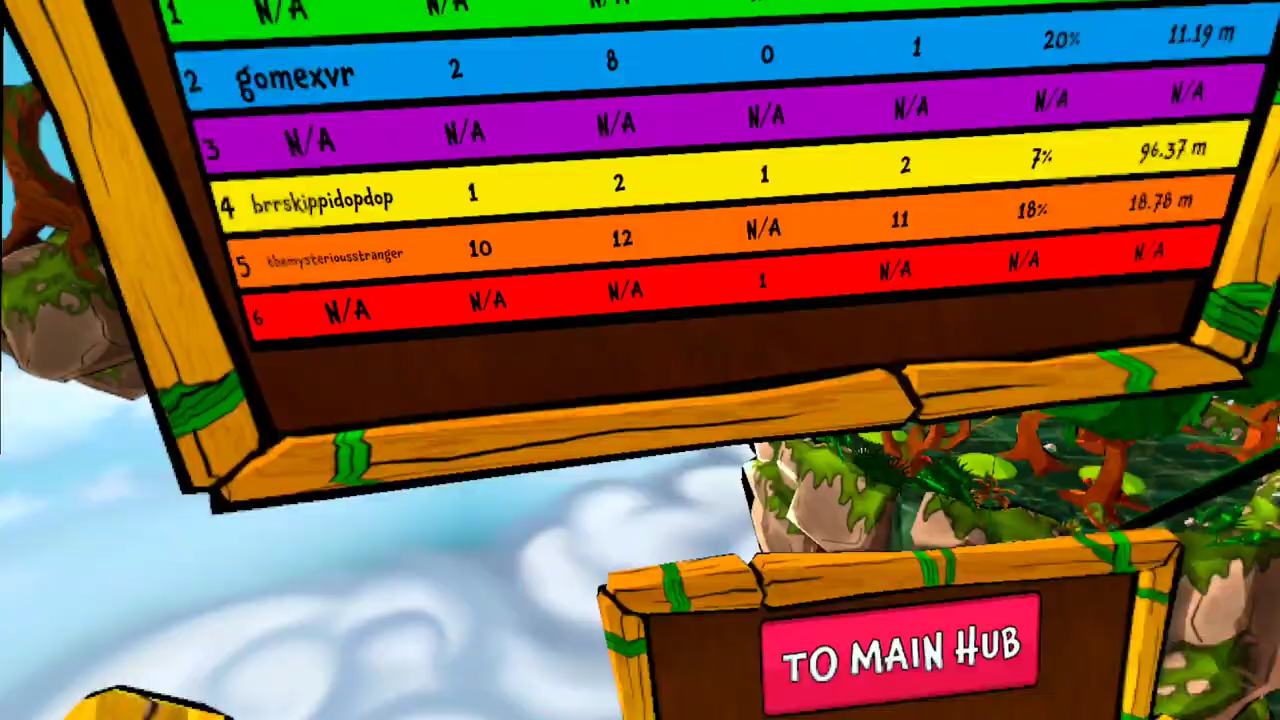 1 N/A N/A N/A
2 gomexvr 2 8 0 1 20% 11.19 m
3 N/A N/A N/A N/A N/A N/A N/A
4 brrskippidopdop 1 2 1 2 7% 96.37 m
5 themysteriousstranger 10 12 N/A 11 18% 18.78 m
6 N/A N/A N/A 1 N/A N/A N/A
TO MAIN HUB